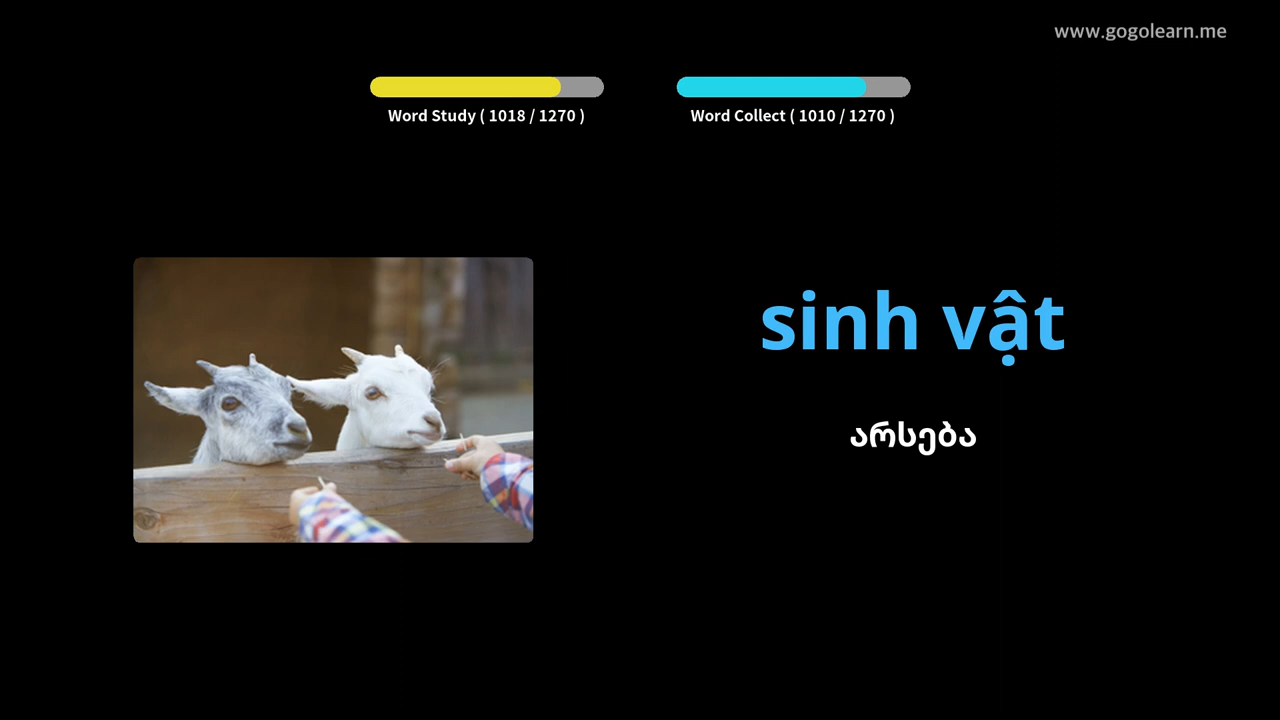 www.gogolearn.me
Word Study ( 1018 / 1270 )
Word Collect ( 1010 / 1270 )
sinh vật
არსება